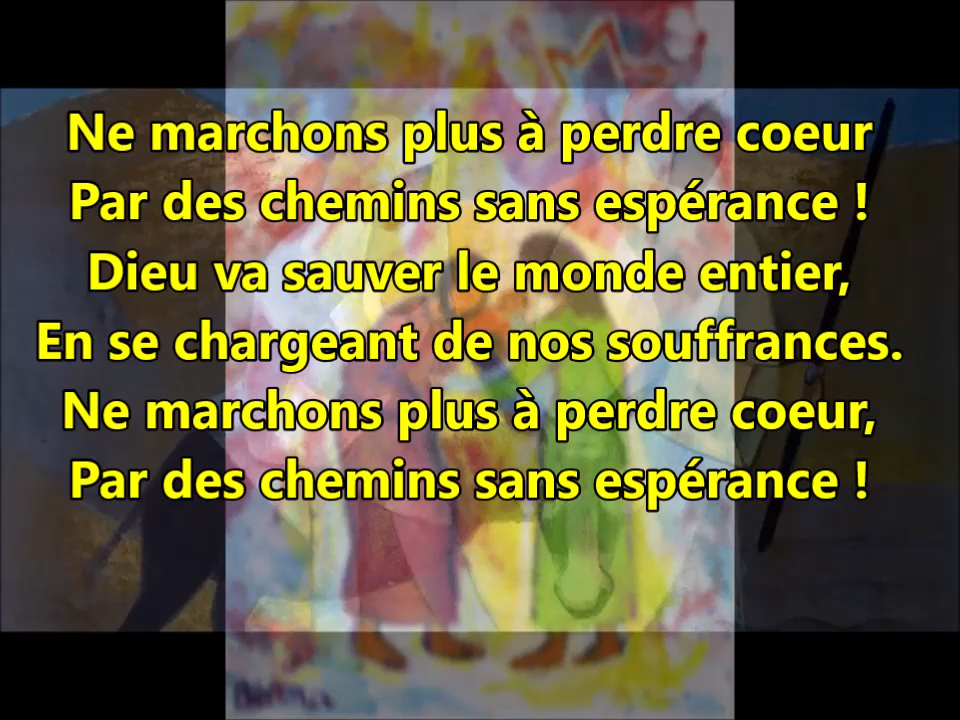 Ne marchons plus à perdre coeur
Par des chemins sans espérance !
Dieu va sauver le monde entier,
En se chargeant de nos souffrances.
Ne marchons plus à perdre coeur,
Par des chemins sans espérance !